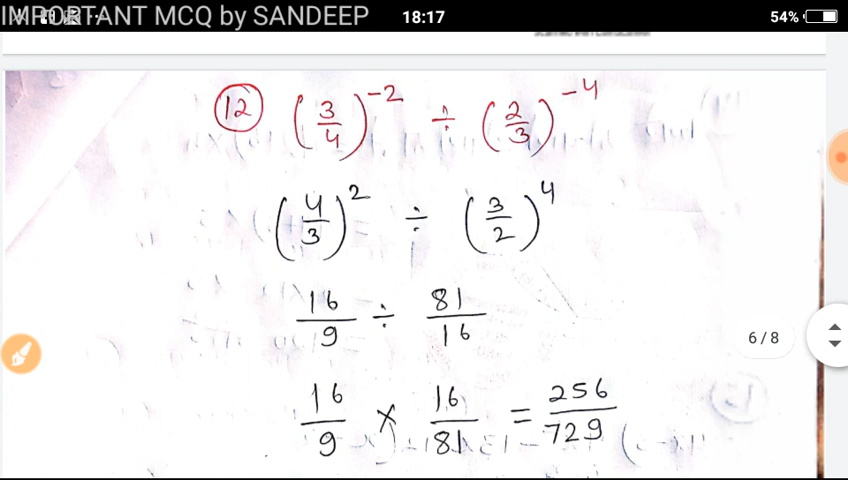 IMPORTANT MCQ by SANDEEP 18:17 54%
(12) (3/4)^-2 ÷ (2/3)^-4
(4/3)^2 ÷ (3/2)^4
16/9 ÷ 81/16
6/8
16/9 × 16/81 = 256/729